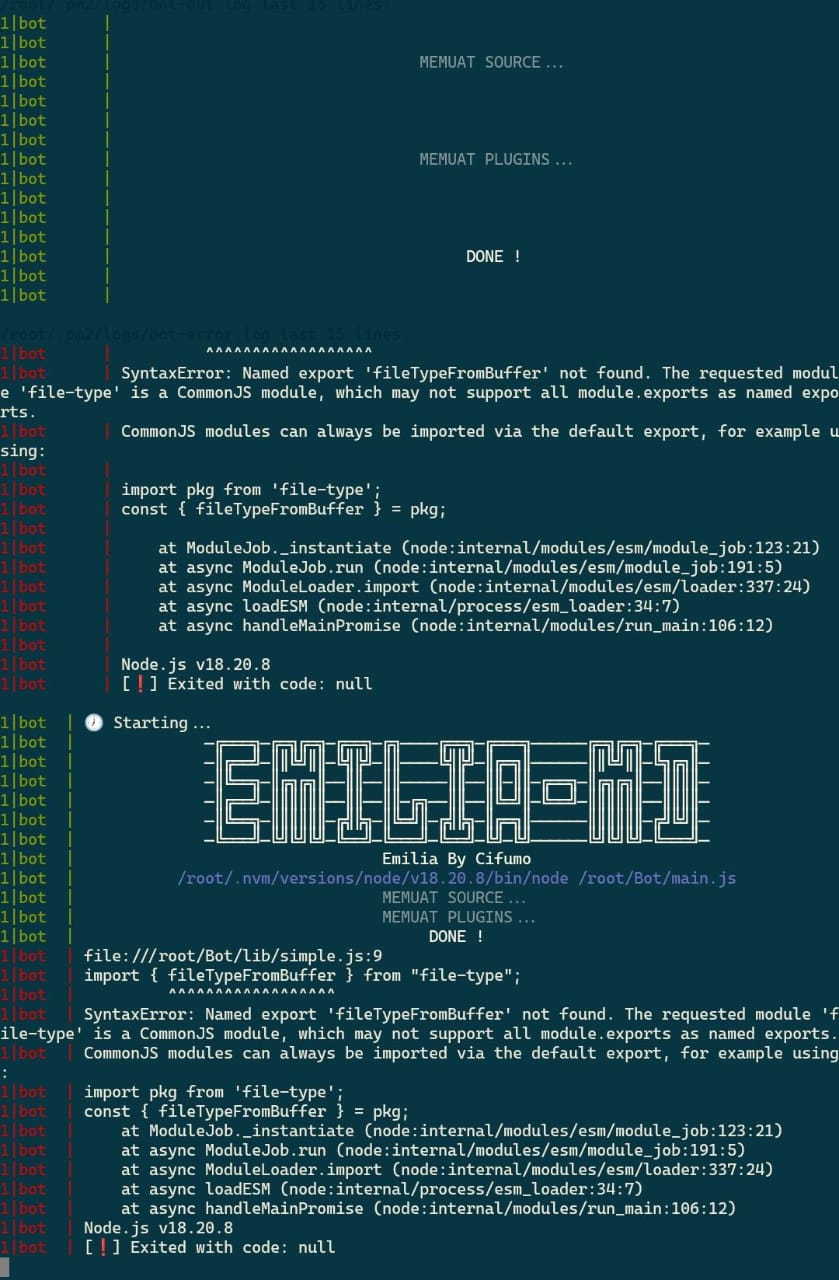 /root/.pm2/logs/bot-out.log last 15 lines:
1|bot      |
1|bot      |
1|bot      | MEMUAT SOURCE...
1|bot      |
1|bot      |
1|bot      |
1|bot      |
1|bot      | MEMUAT PLUGINS...
1|bot      |
1|bot      |
1|bot      |
1|bot      |
1|bot      | DONE !
1|bot      |
1|bot      |
/root/.pm2/logs/bot-error.log last 15 lines:
1|bot      |          ^^^^^^^^^^^^^^^^^^
1|bot      | SyntaxError: Named export 'fileTypeFromBuffer' not found. The requested modul
e 'file-type' is a CommonJS module, which may not support all module.exports as named expo
rts.
1|bot      | CommonJS modules can always be imported via the default export, for example u
sing:
1|bot      |
1|bot      | import pkg from 'file-type';
1|bot      | const { fileTypeFromBuffer } = pkg;
1|bot      |
1|bot      |     at ModuleJob._instantiate (node:internal/modules/esm/module_job:123:21)
1|bot      |     at async ModuleJob.run (node:internal/modules/esm/module_job:191:5)
1|bot      |     at async ModuleLoader.import (node:internal/modules/esm/loader:337:24)
1|bot      |     at async loadESM (node:internal/process/esm_loader:34:7)
1|bot      |     at async handleMainPromise (node:internal/modules/run_main:106:12)
1|bot      |
1|bot      | Node.js v18.20.8
1|bot      | [❗] Exited with code: null
1|bot  | 🕖 Starting...
1|bot  |
1|bot  |
1|bot  | EMILIA-MD
1|bot  |
1|bot  |
1|bot  |
1|bot  | Emilia By Cifumo
1|bot  | /root/.nvm/versions/node/v18.20.8/bin/node /root/Bot/main.js
1|bot  | MEMUAT SOURCE...
1|bot  | MEMUAT PLUGINS...
1|bot  | DONE !
1|bot  | file:///root/Bot/lib/simple.js:9
1|bot  | import { fileTypeFromBuffer } from "file-type";
1|bot  |          ^^^^^^^^^^^^^^^^^^
1|bot  | SyntaxError: Named export 'fileTypeFromBuffer' not found. The requested module 'f
ile-type' is a CommonJS module, which may not support all module.exports as named exports.
1|bot  | CommonJS modules can always be imported via the default export, for example using
:
1|bot  | import pkg from 'file-type';
1|bot  | const { fileTypeFromBuffer } = pkg;
1|bot  |     at ModuleJob._instantiate (node:internal/modules/esm/module_job:123:21)
1|bot  |     at async ModuleJob.run (node:internal/modules/esm/module_job:191:5)
1|bot  |     at async ModuleLoader.import (node:internal/modules/esm/loader:337:24)
1|bot  |     at async loadESM (node:internal/process/esm_loader:34:7)
1|bot  |     at async handleMainPromise (node:internal/modules/run_main:106:12)
1|bot  | Node.js v18.20.8
1|bot  | [❗] Exited with code: null